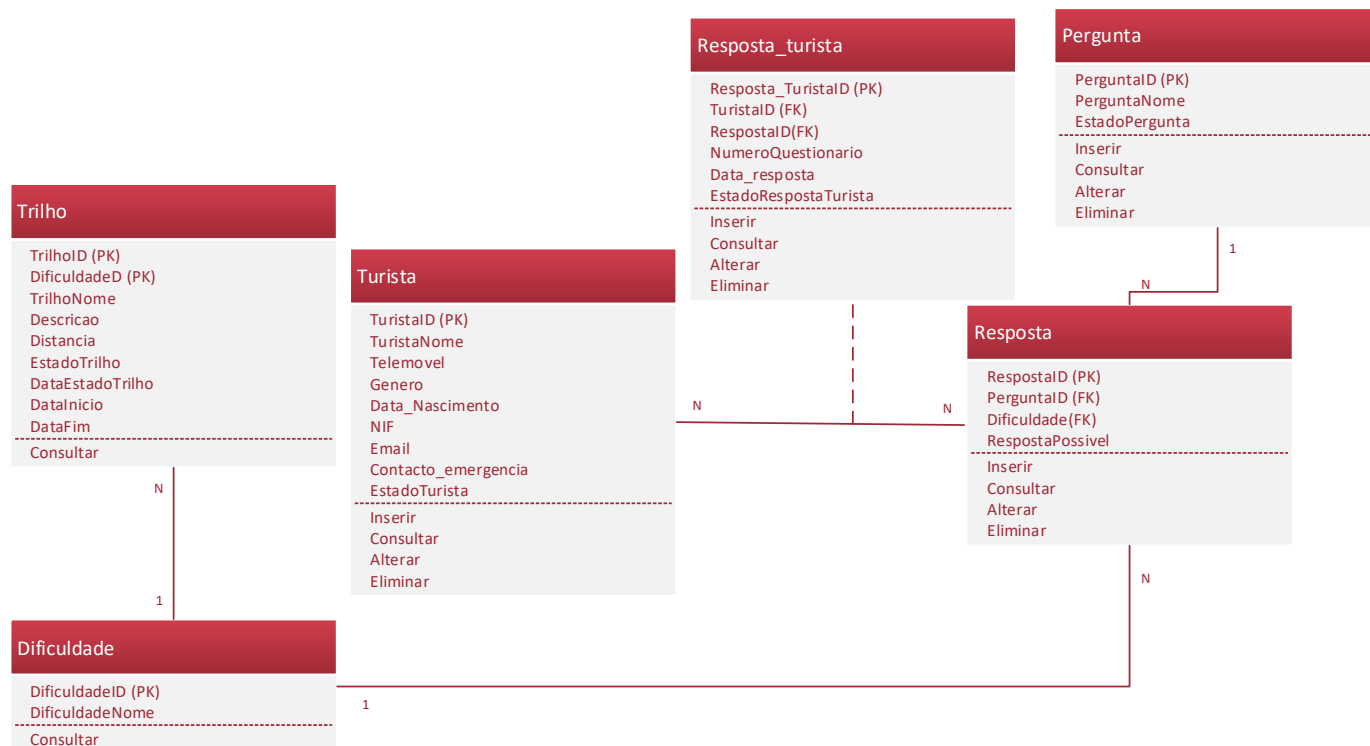 Resposta_turista
Resposta_TuristaID (PK)
TuristaID (FK)
RespostaID(FK)
NumeroQuestionario
Data_resposta
EstadoRespostaTurista
Inserir
Consultar
Alterar
Eliminar
Pergunta
PerguntaID (PK)
PerguntaNome
EstadoPergunta
Inserir
Consultar
Alterar
Eliminar
1
N
Trilho
TrilhoID (PK)
DificuldadeD (PK)
TrilhoNome
Descricao
Distancia
EstadoTrilho
DataEstadoTrilho
DataInicio
DataFim
Consultar
N
1
Turista
TuristaID (PK)
TuristaNome
Telemovel
Genero
Data_Nascimento
NIF
Email
Contacto_emergencia
EstadoTurista
Inserir
Consultar
Alterar
Eliminar
N
N
Resposta
RespostaID (PK)
PerguntaID (FK)
Dificuldade(FK)
RespostaPossivel
Inserir
Consultar
Alterar
Eliminar
N
Dificuldade
DificuldadeID (PK)
DificuldadeNome
Consultar
1